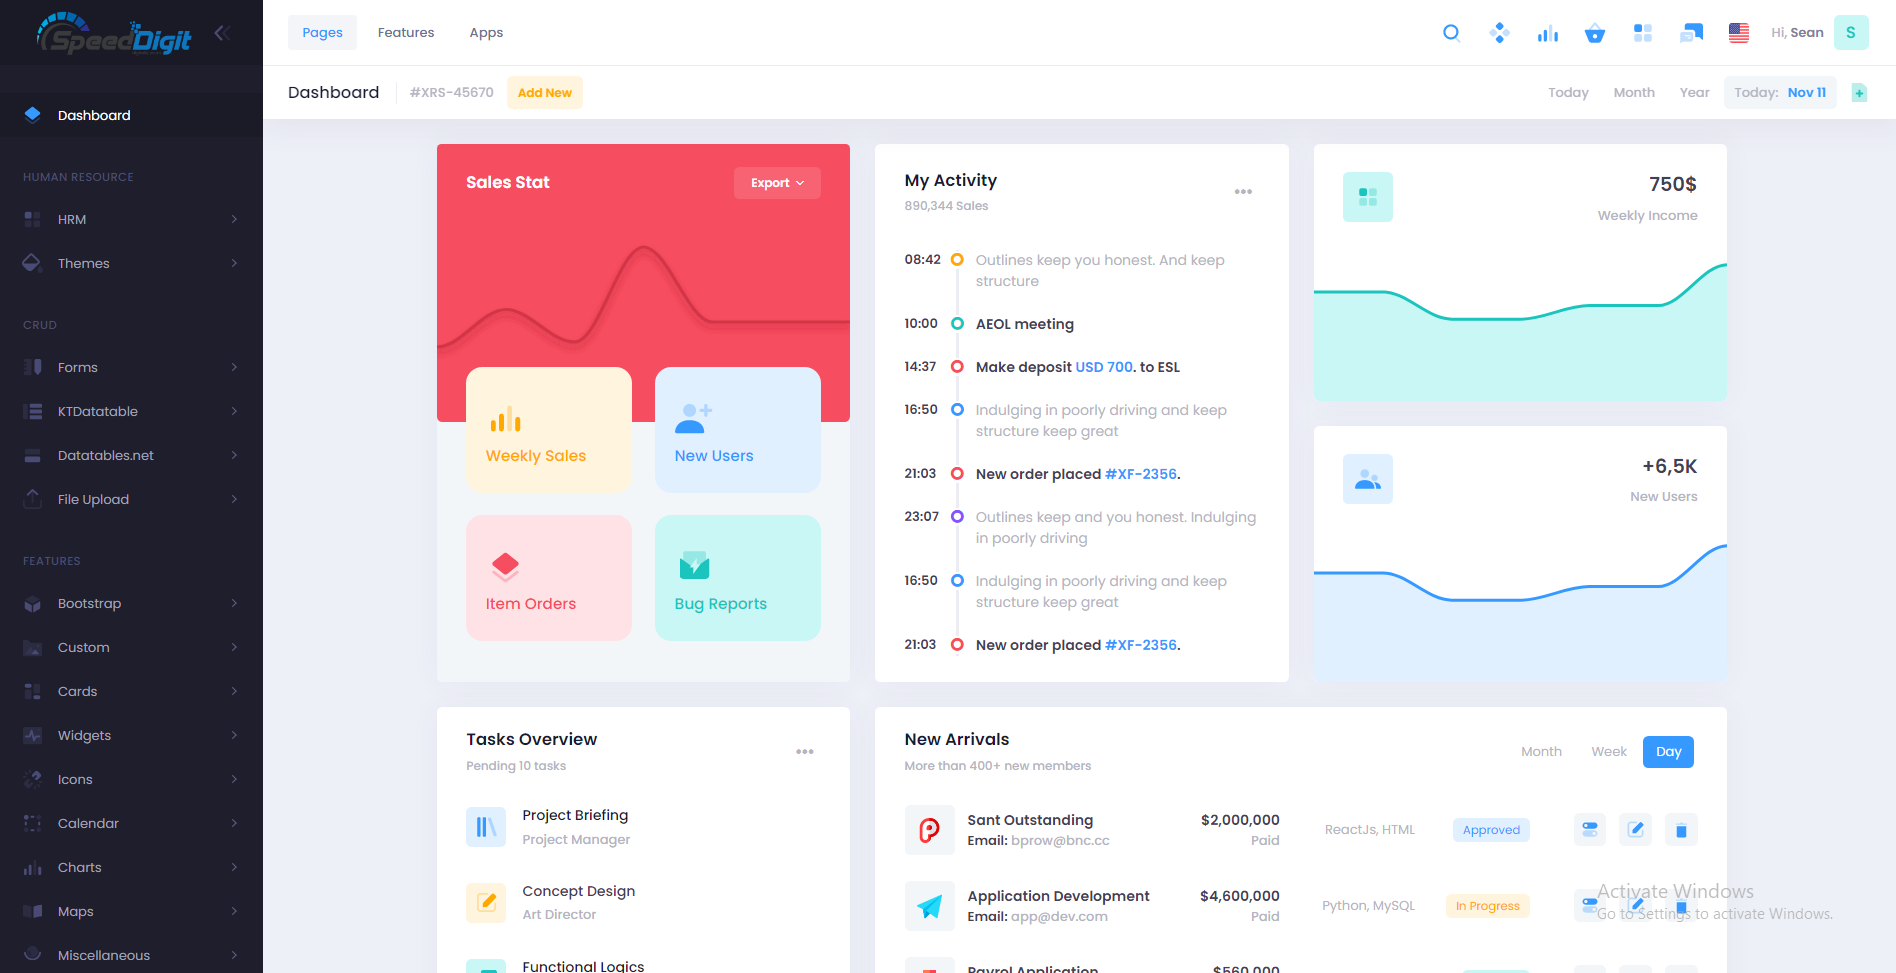 SpeedDigit
Pages
Features
Apps
Hi, Sean
S
Dashboard
#XRS-45670
Add New
Today
Month
Year
Today: Nov 11
Dashboard
HUMAN RESOURCE
HRM
Themes
CRUD
Forms
KTDatatable
Datatables.net
File Upload
FEATURES
Bootstrap
Custom
Cards
Widgets
Icons
Calendar
Charts
Maps
Miscellaneous
Sales Stat
Export
Weekly Sales
New Users
Item Orders
Bug Reports
My Activity
890,344 Sales
08:42 Outlines keep you honest. And keep
structure
10:00 AEOL meeting
14:37 Make deposit USD 700. to ESL
16:50 Indulging in poorly driving and keep
structure keep great
21:03 New order placed #XF-2356.
23:07 Outlines keep and you honest. Indulging
in poorly driving
16:50 Indulging in poorly driving and keep
structure keep great
21:03 New order placed #XF-2356.
750$
Weekly Income
+6,5K
New Users
Tasks Overview
Pending 10 tasks
Project Briefing
Project Manager
Concept Design
Art Director
Functional Logics
New Arrivals
More than 400+ new members
Month
Week
Day
Sant Outstanding
Email: bprow@bnc.cc
$2,000,000
Paid
ReactJs, HTML
Approved
Application Development
Email: app@dev.com
$4,600,000
Paid
Python, MySQL
In Progress
Payrol Application
$560,000
Activate Windows
Go to Settings to activate Windows.